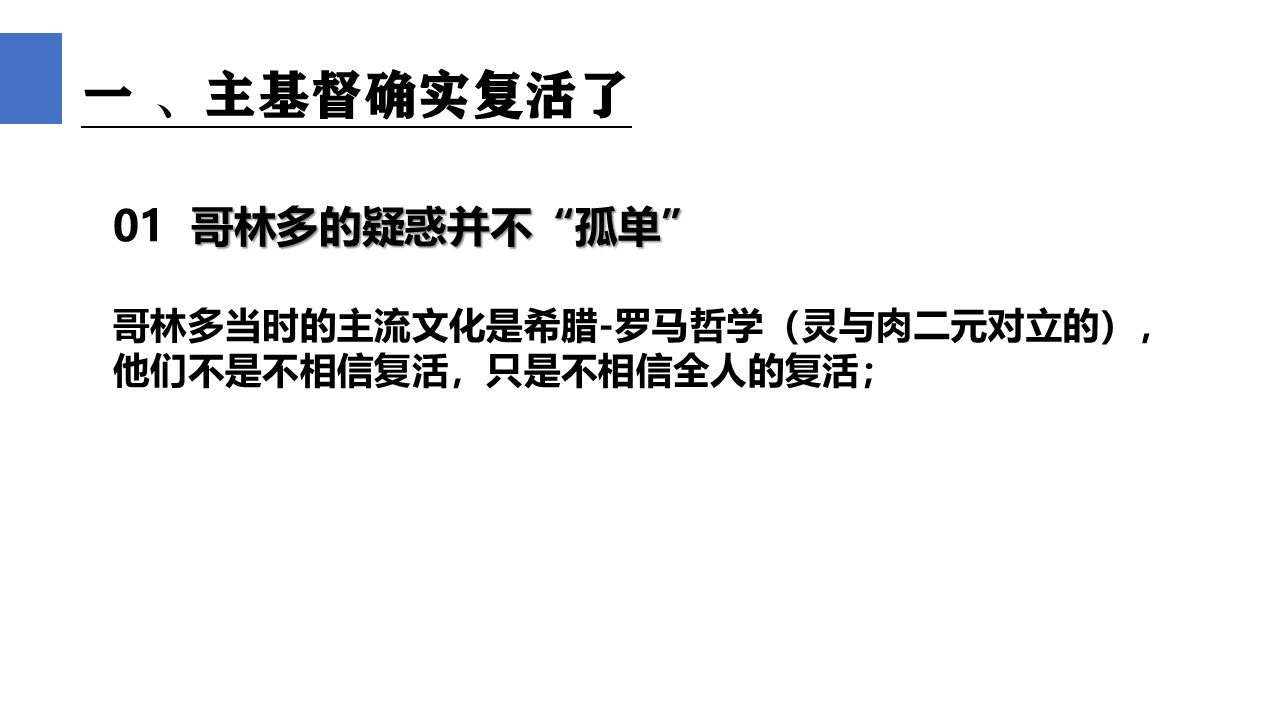 一 、主基督确实复活了
01 哥林多的疑惑并不“孤单”
哥林多当时的主流文化是希腊-罗马哲学（灵与肉二元对立的），
他们不是不相信复活，只是不相信全人的复活；